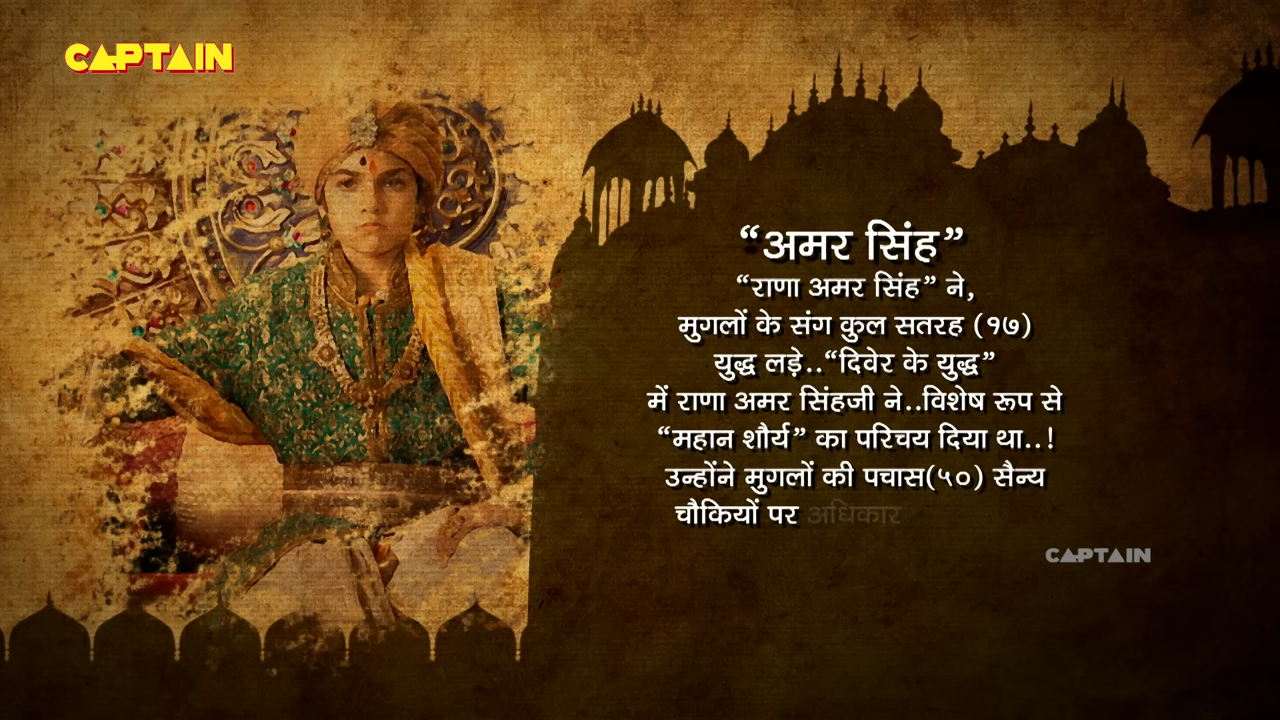 CAPTAIN
“अमर सिंह”
“राणा अमर सिंह” ने,
मुगलों के संग कुल सतरह (१७)
युद्ध लड़े..“दिवेर के युद्ध”
में राणा अमर सिंहजी ने..विशेष रूप से
“महान शौर्य” का परिचय दिया था..!
उन्होंने मुगलों की पचास(५०) सैन्य
चौकियों पर अधिकार
CAPTAIN